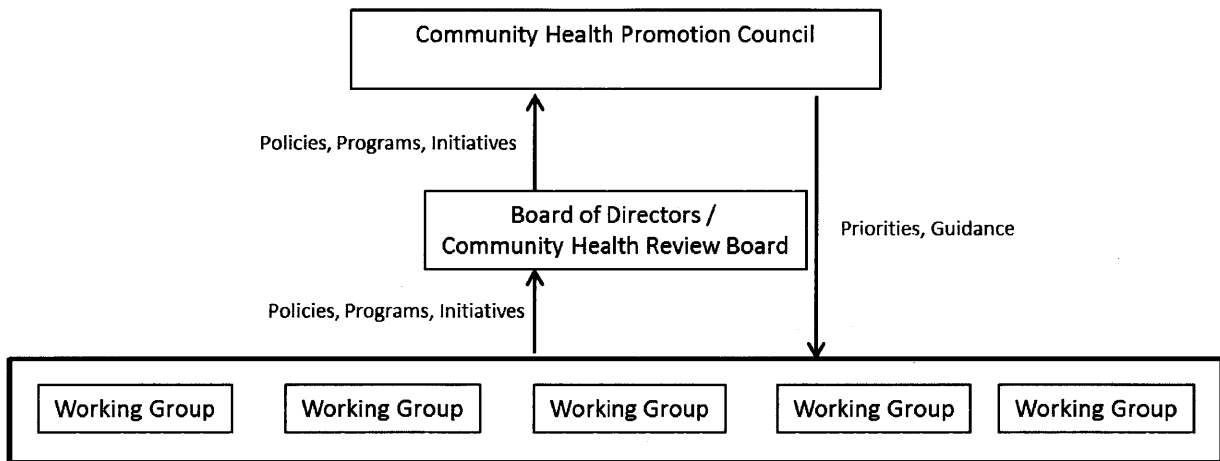 Community Health Promotion Council
Policies, Programs, Initiatives
Board of Directors /
Community Health Review Board
Priorities, Guidance
Policies, Programs, Initiatives
Working Group
Working Group
Working Group
Working Group
Working Group